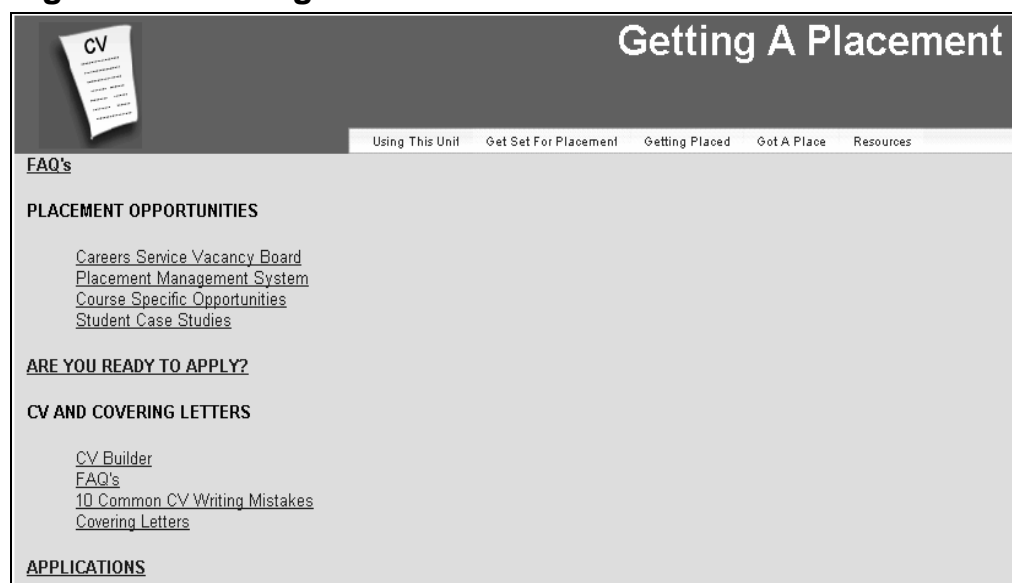 CV
Getting A Placement
Using This Unit Get Set For Placement Getting Placed Got A Place Resources
FAQ's
PLACEMENT OPPORTUNITIES
Careers Service Vacancy Board
Placement Management System
Course Specific Opportunities
Student Case Studies
ARE YOU READY TO APPLY?
CV AND COVERING LETTERS
CV Builder
FAQ's
10 Common CV Writing Mistakes
Covering Letters
APPLICATIONS